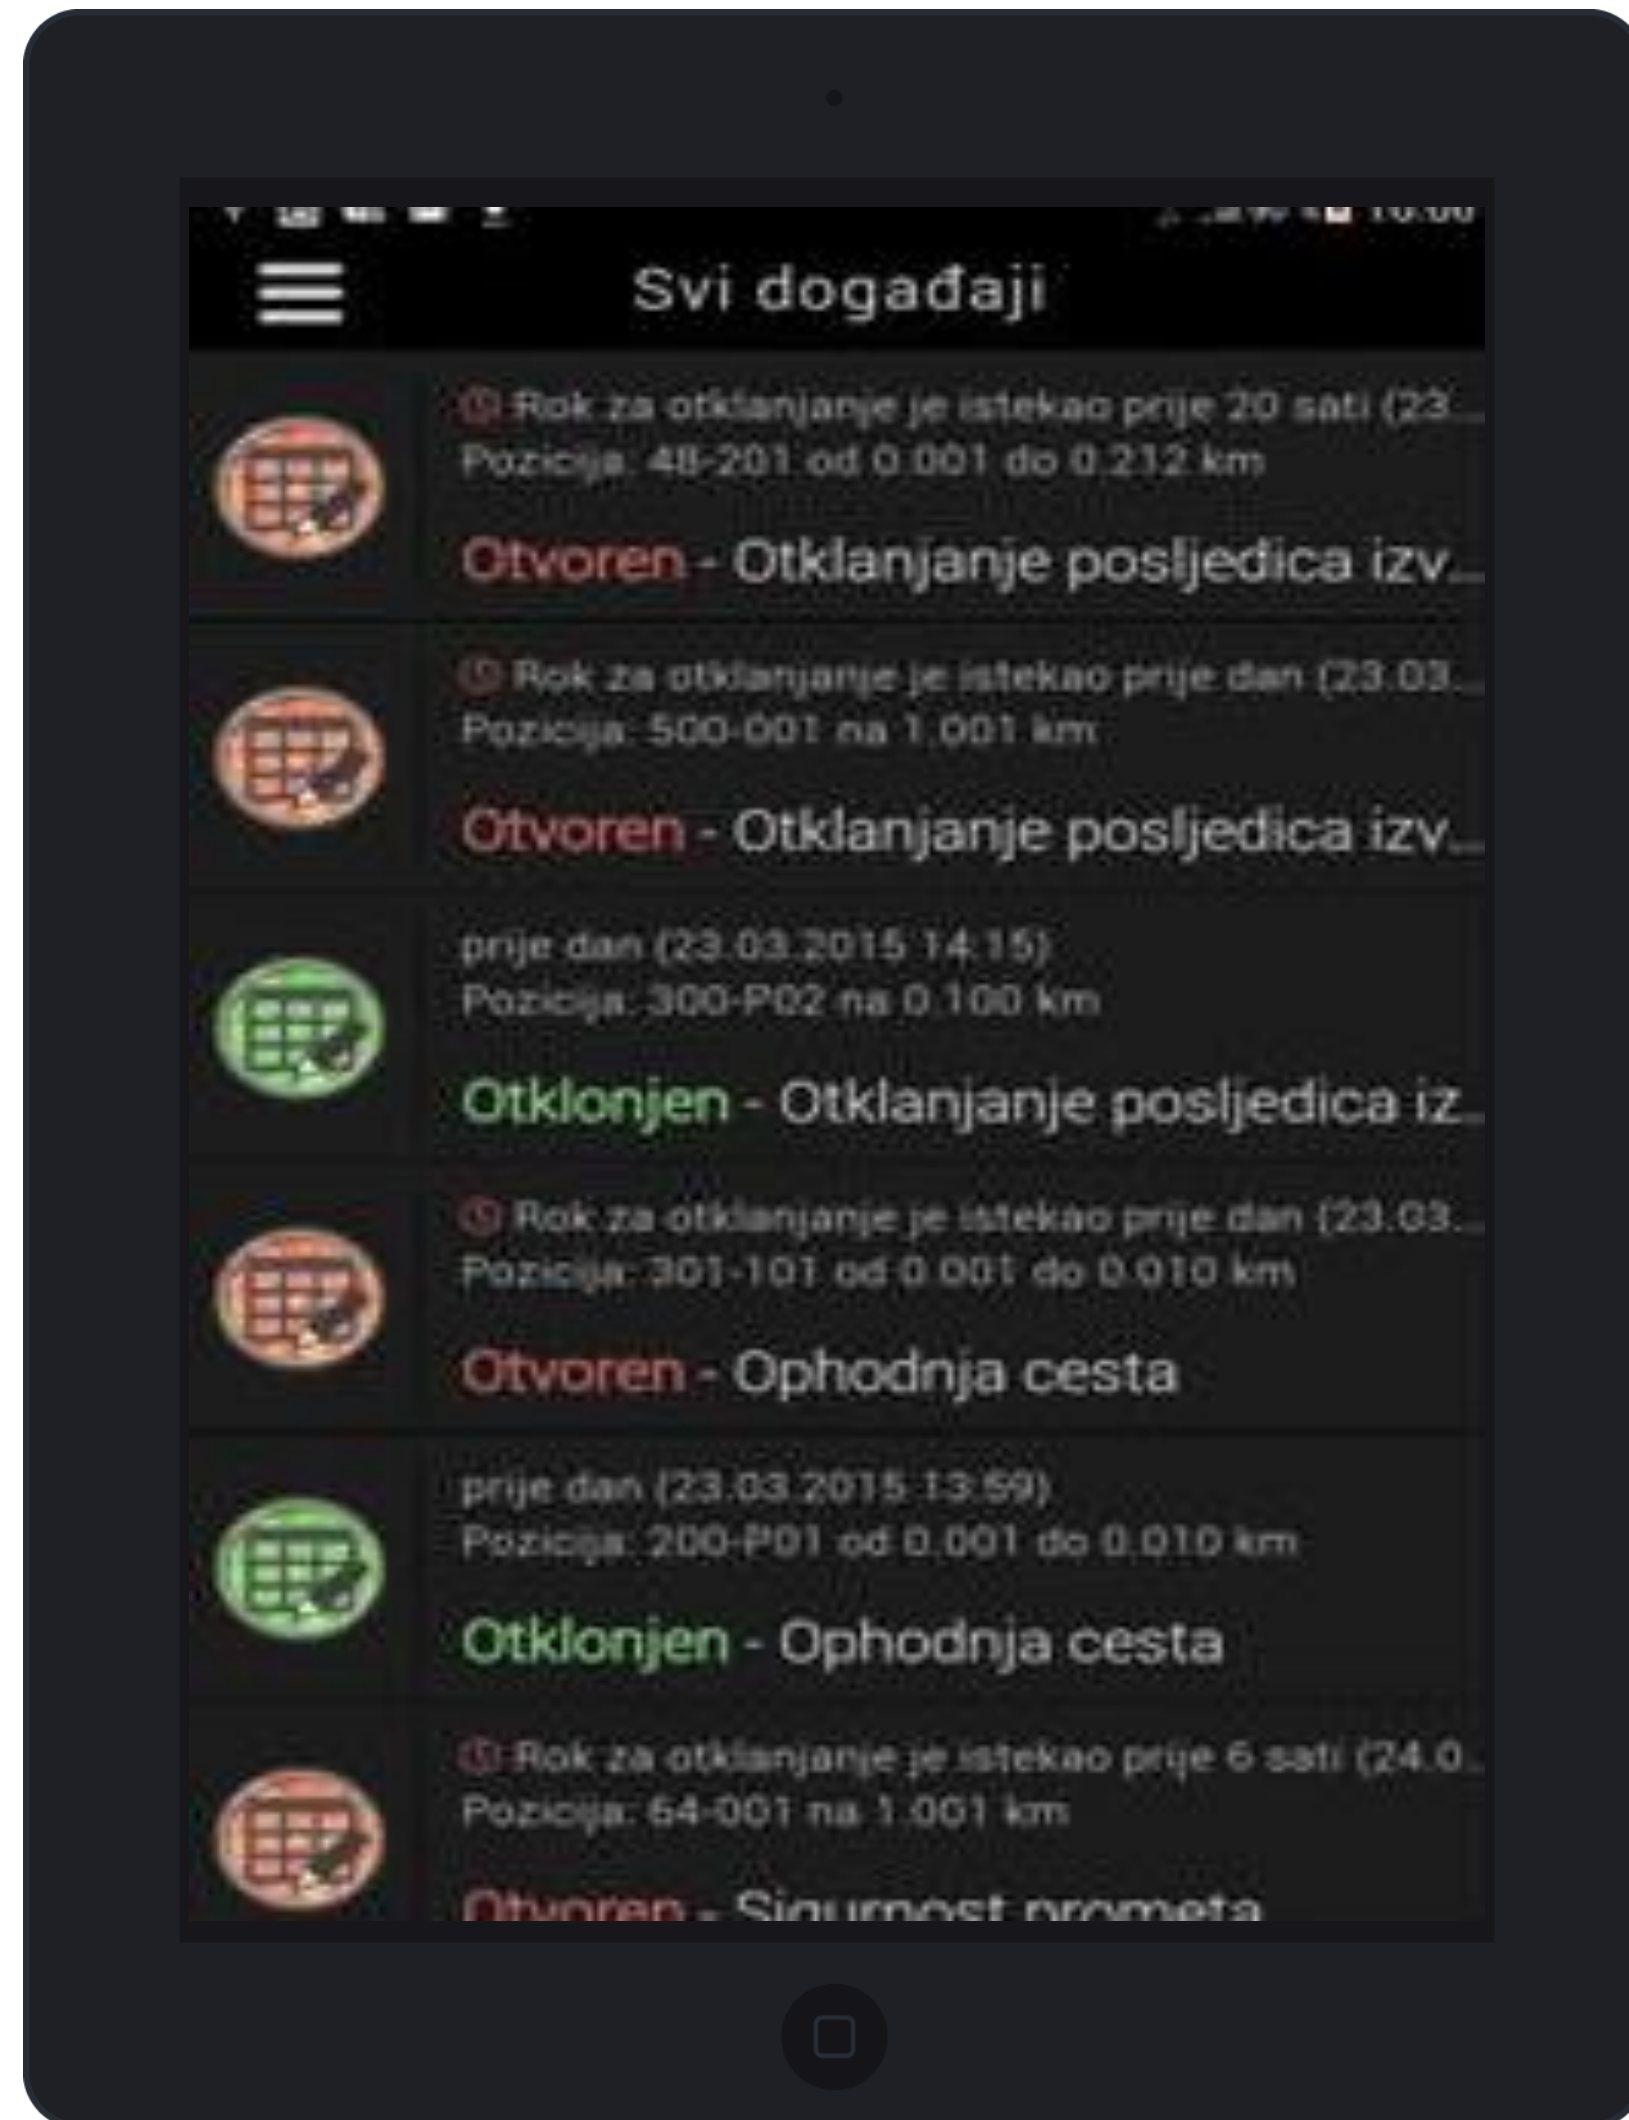 Svi događaji
Rok za otklanjanje je istekao prije 20 sati (23...
Pozicija: 48-201 od 0.001 do 0.212 km
Otvoren - Otklanjanje posljedica izv...
Rok za otklanjanje je istekao prije dan (23.03...
Pozicija: 500-001 na 1.001 km
Otvoren - Otklanjanje posljedica izv...
prije dan (23.03.2015 14:15)
Pozicija: 300-P02 na 0.100 km
Otklonjen - Otklanjanje posljedica iz...
Rok za otklanjanje je istekao prije dan (23.03...
Pozicija: 301-101 od 0.001 do 0.010 km
Otvoren - Ophodnja cesta
prije dan (23.03.2015 13:59)
Pozicija: 200-P01 od 0.001 do 0.010 km
Otklonjen - Ophodnja cesta
Rok za otklanjanje je istekao prije 6 sati (24.0...
Pozicija: 64-001 na 1.001 km
Otvoren - Sigurnost prometa